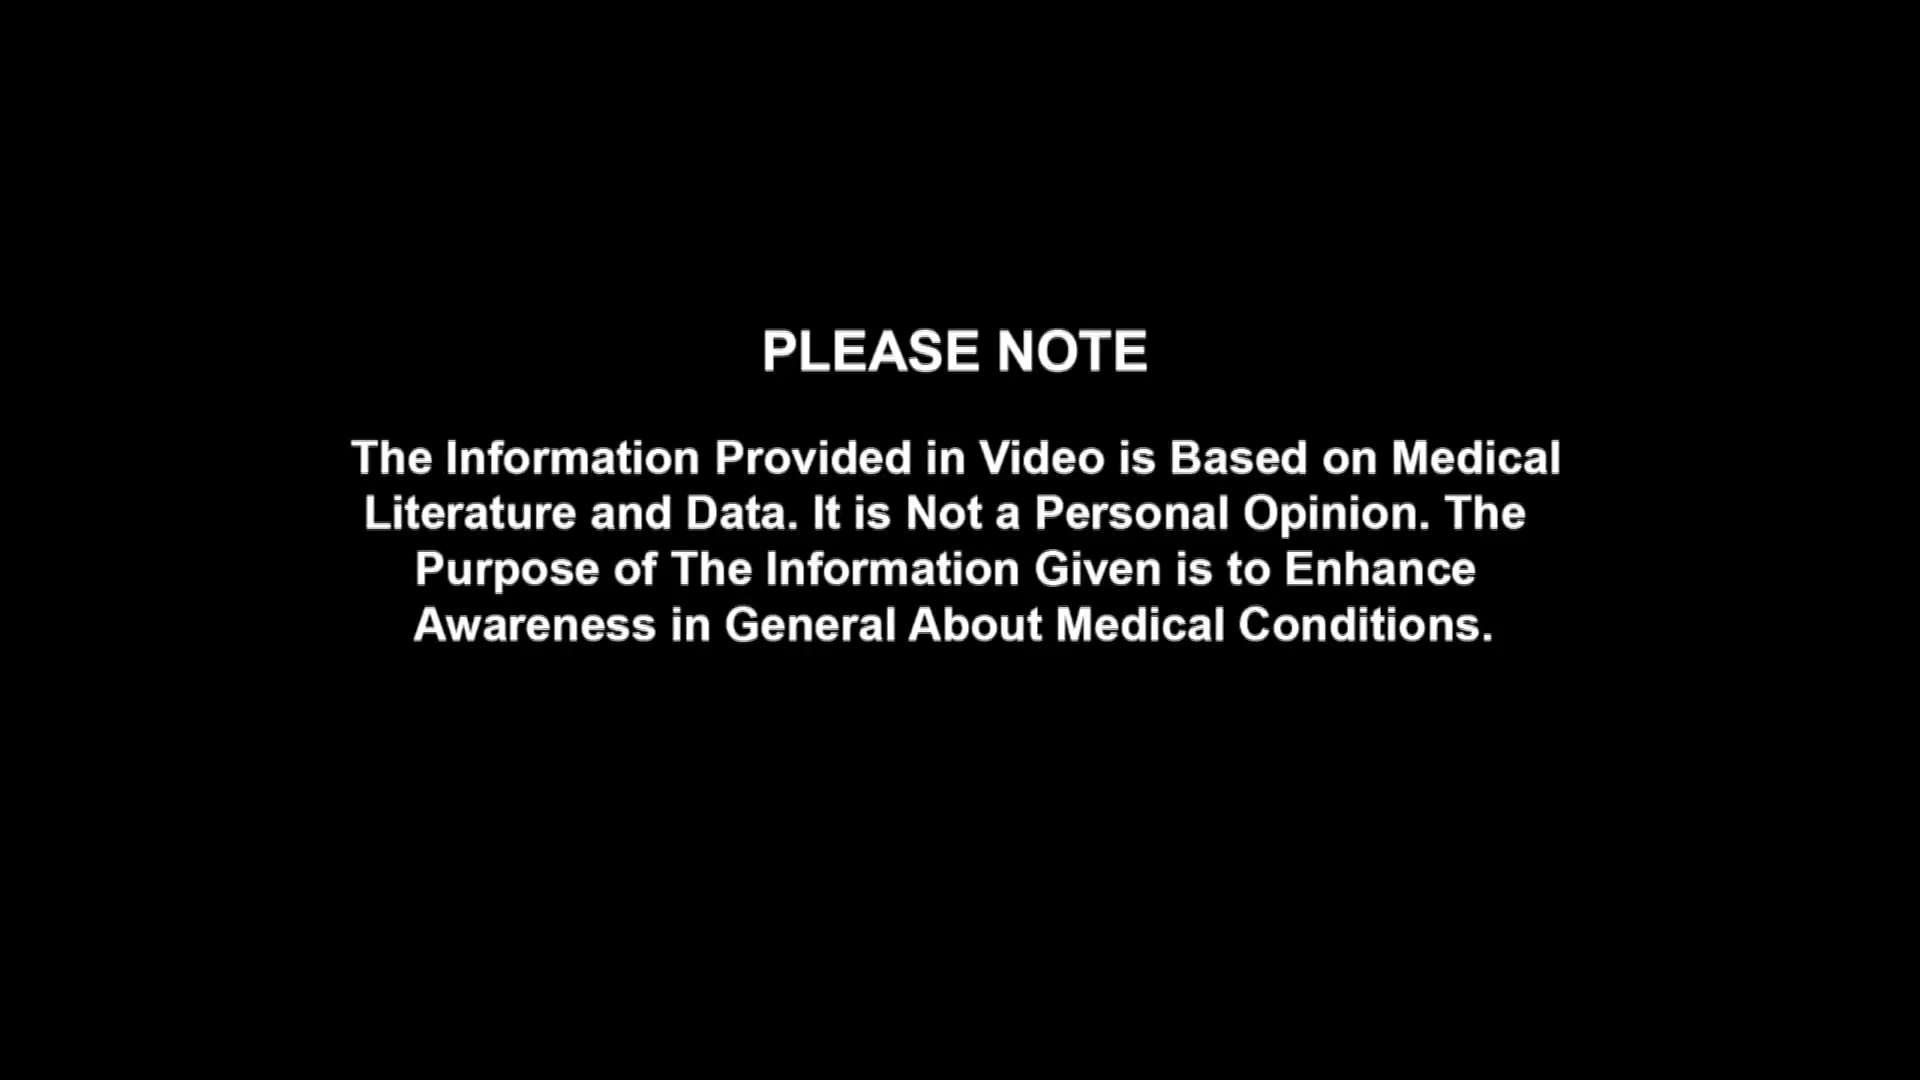 PLEASE NOTE
The Information Provided in Video is Based on Medical
Literature and Data. It is Not a Personal Opinion. The
Purpose of The Information Given is to Enhance
Awareness in General About Medical Conditions.